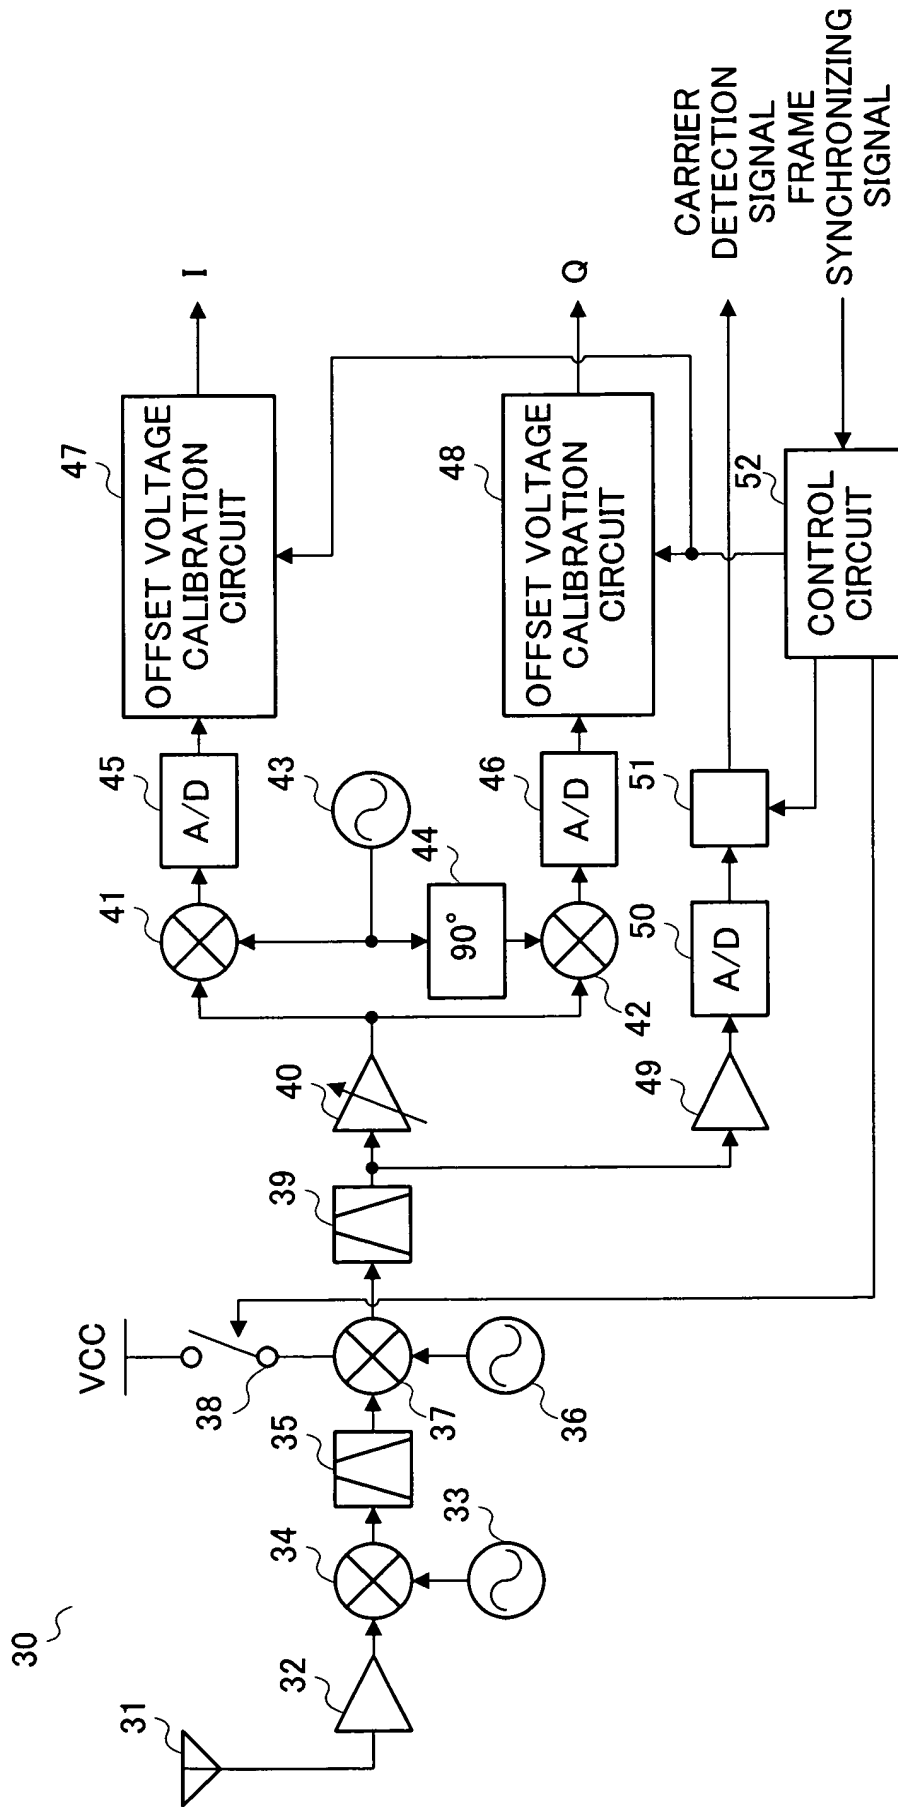 30
31
32
33
34
35
36
37
38
VCC
39
40
41
42
43
44
90°
45
A/D
46
A/D
47
OFFSET VOLTAGE
CALIBRATION
CIRCUIT
I
48
OFFSET VOLTAGE
CALIBRATION
CIRCUIT
Q
49
50
A/D
51
52
CONTROL
CIRCUIT
CARRIER
DETECTION
SIGNAL
FRAME
SYNCHRONIZING
SIGNAL